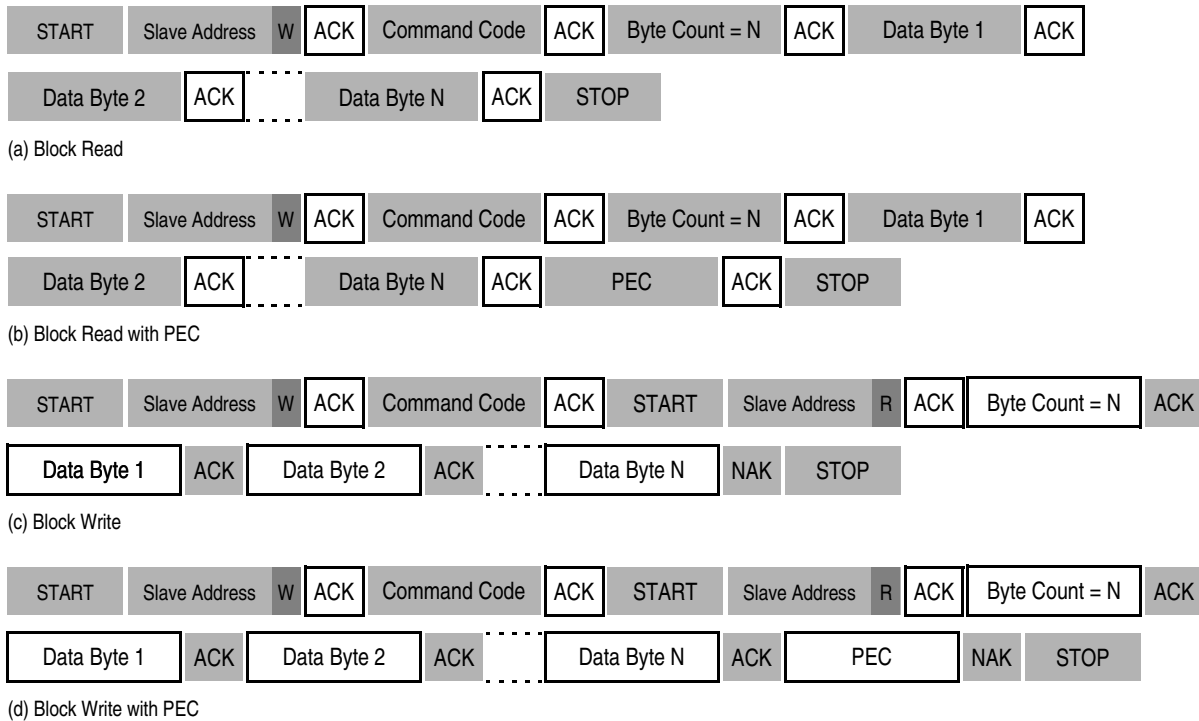 START Slave Address W ACK Command Code ACK Byte Count = N ACK Data Byte 1 ACK
Data Byte 2 ACK Data Byte N ACK STOP
(a) Block Read
START Slave Address W ACK Command Code ACK Byte Count = N ACK Data Byte 1 ACK
Data Byte 2 ACK Data Byte N ACK PEC ACK STOP
(b) Block Read with PEC
START Slave Address W ACK Command Code ACK START Slave Address R ACK Byte Count = N ACK
Data Byte 1 ACK Data Byte 2 ACK Data Byte N NAK STOP
(c) Block Write
START Slave Address W ACK Command Code ACK START Slave Address R ACK Byte Count = N ACK
Data Byte 1 ACK Data Byte 2 ACK Data Byte N ACK PEC NAK STOP
(d) Block Write with PEC